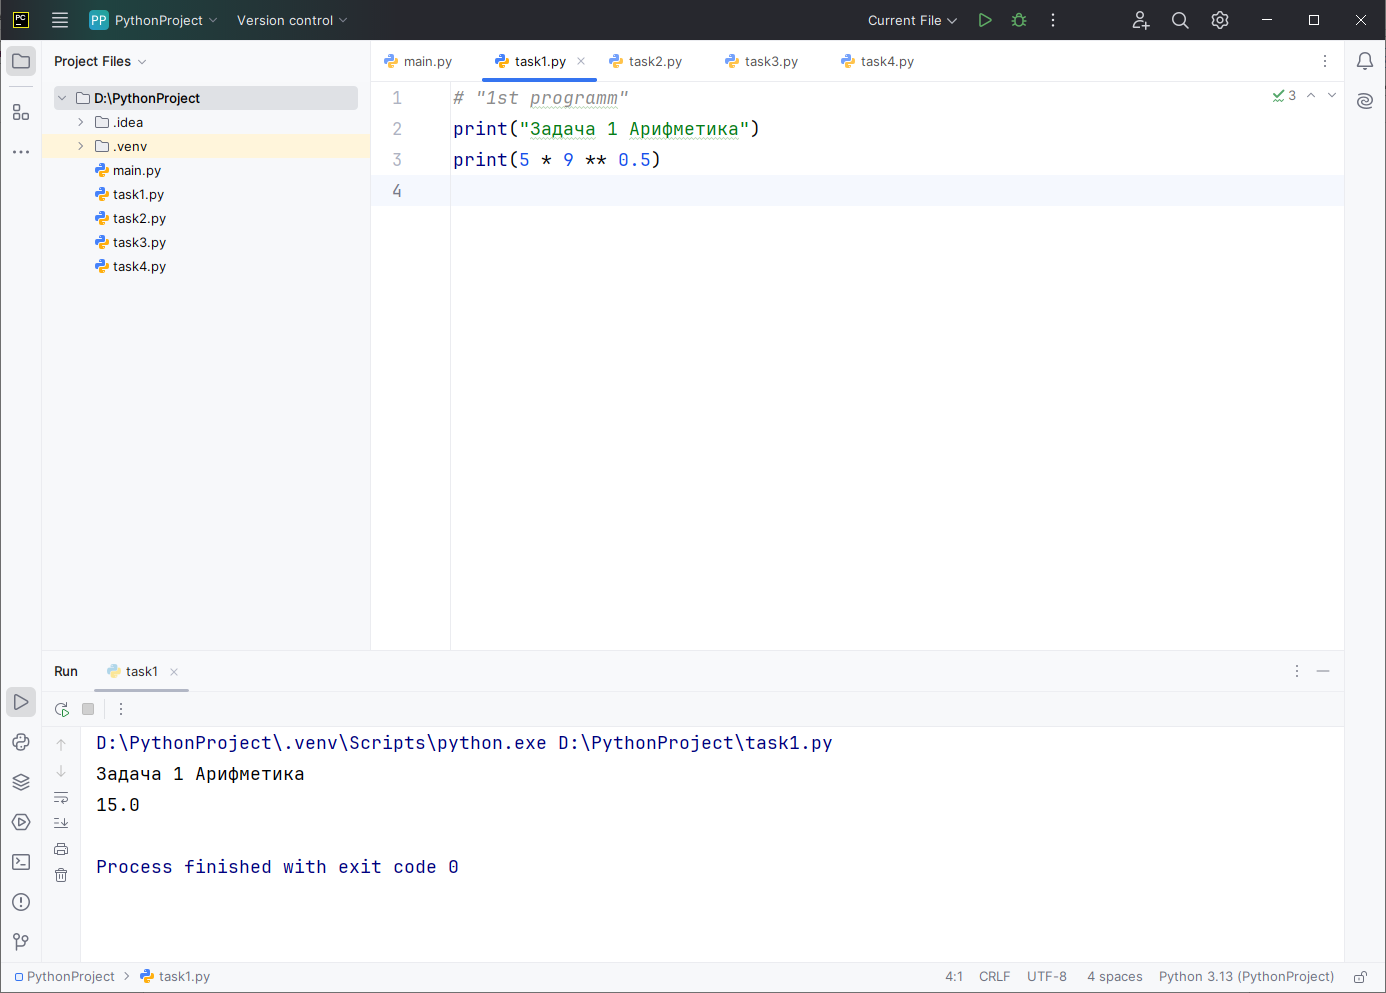 PC
PP PythonProject Version control Current File
Project Files
main.py task1.py task2.py task3.py task4.py
D:\PythonProject
.idea
.venv
main.py
task1.py
task2.py
task3.py
task4.py
1 # "1st programm"
3
2 print("Задача 1 Арифметика")
3 print(5 * 9 ** 0.5)
4
Run task1
D:\PythonProject\.venv\Scripts\python.exe D:\PythonProject\task1.py
Задача 1 Арифметика
15.0
Process finished with exit code 0
PythonProject > task1.py 4:1 CRLF UTF-8 4 spaces Python 3.13 (PythonProject)